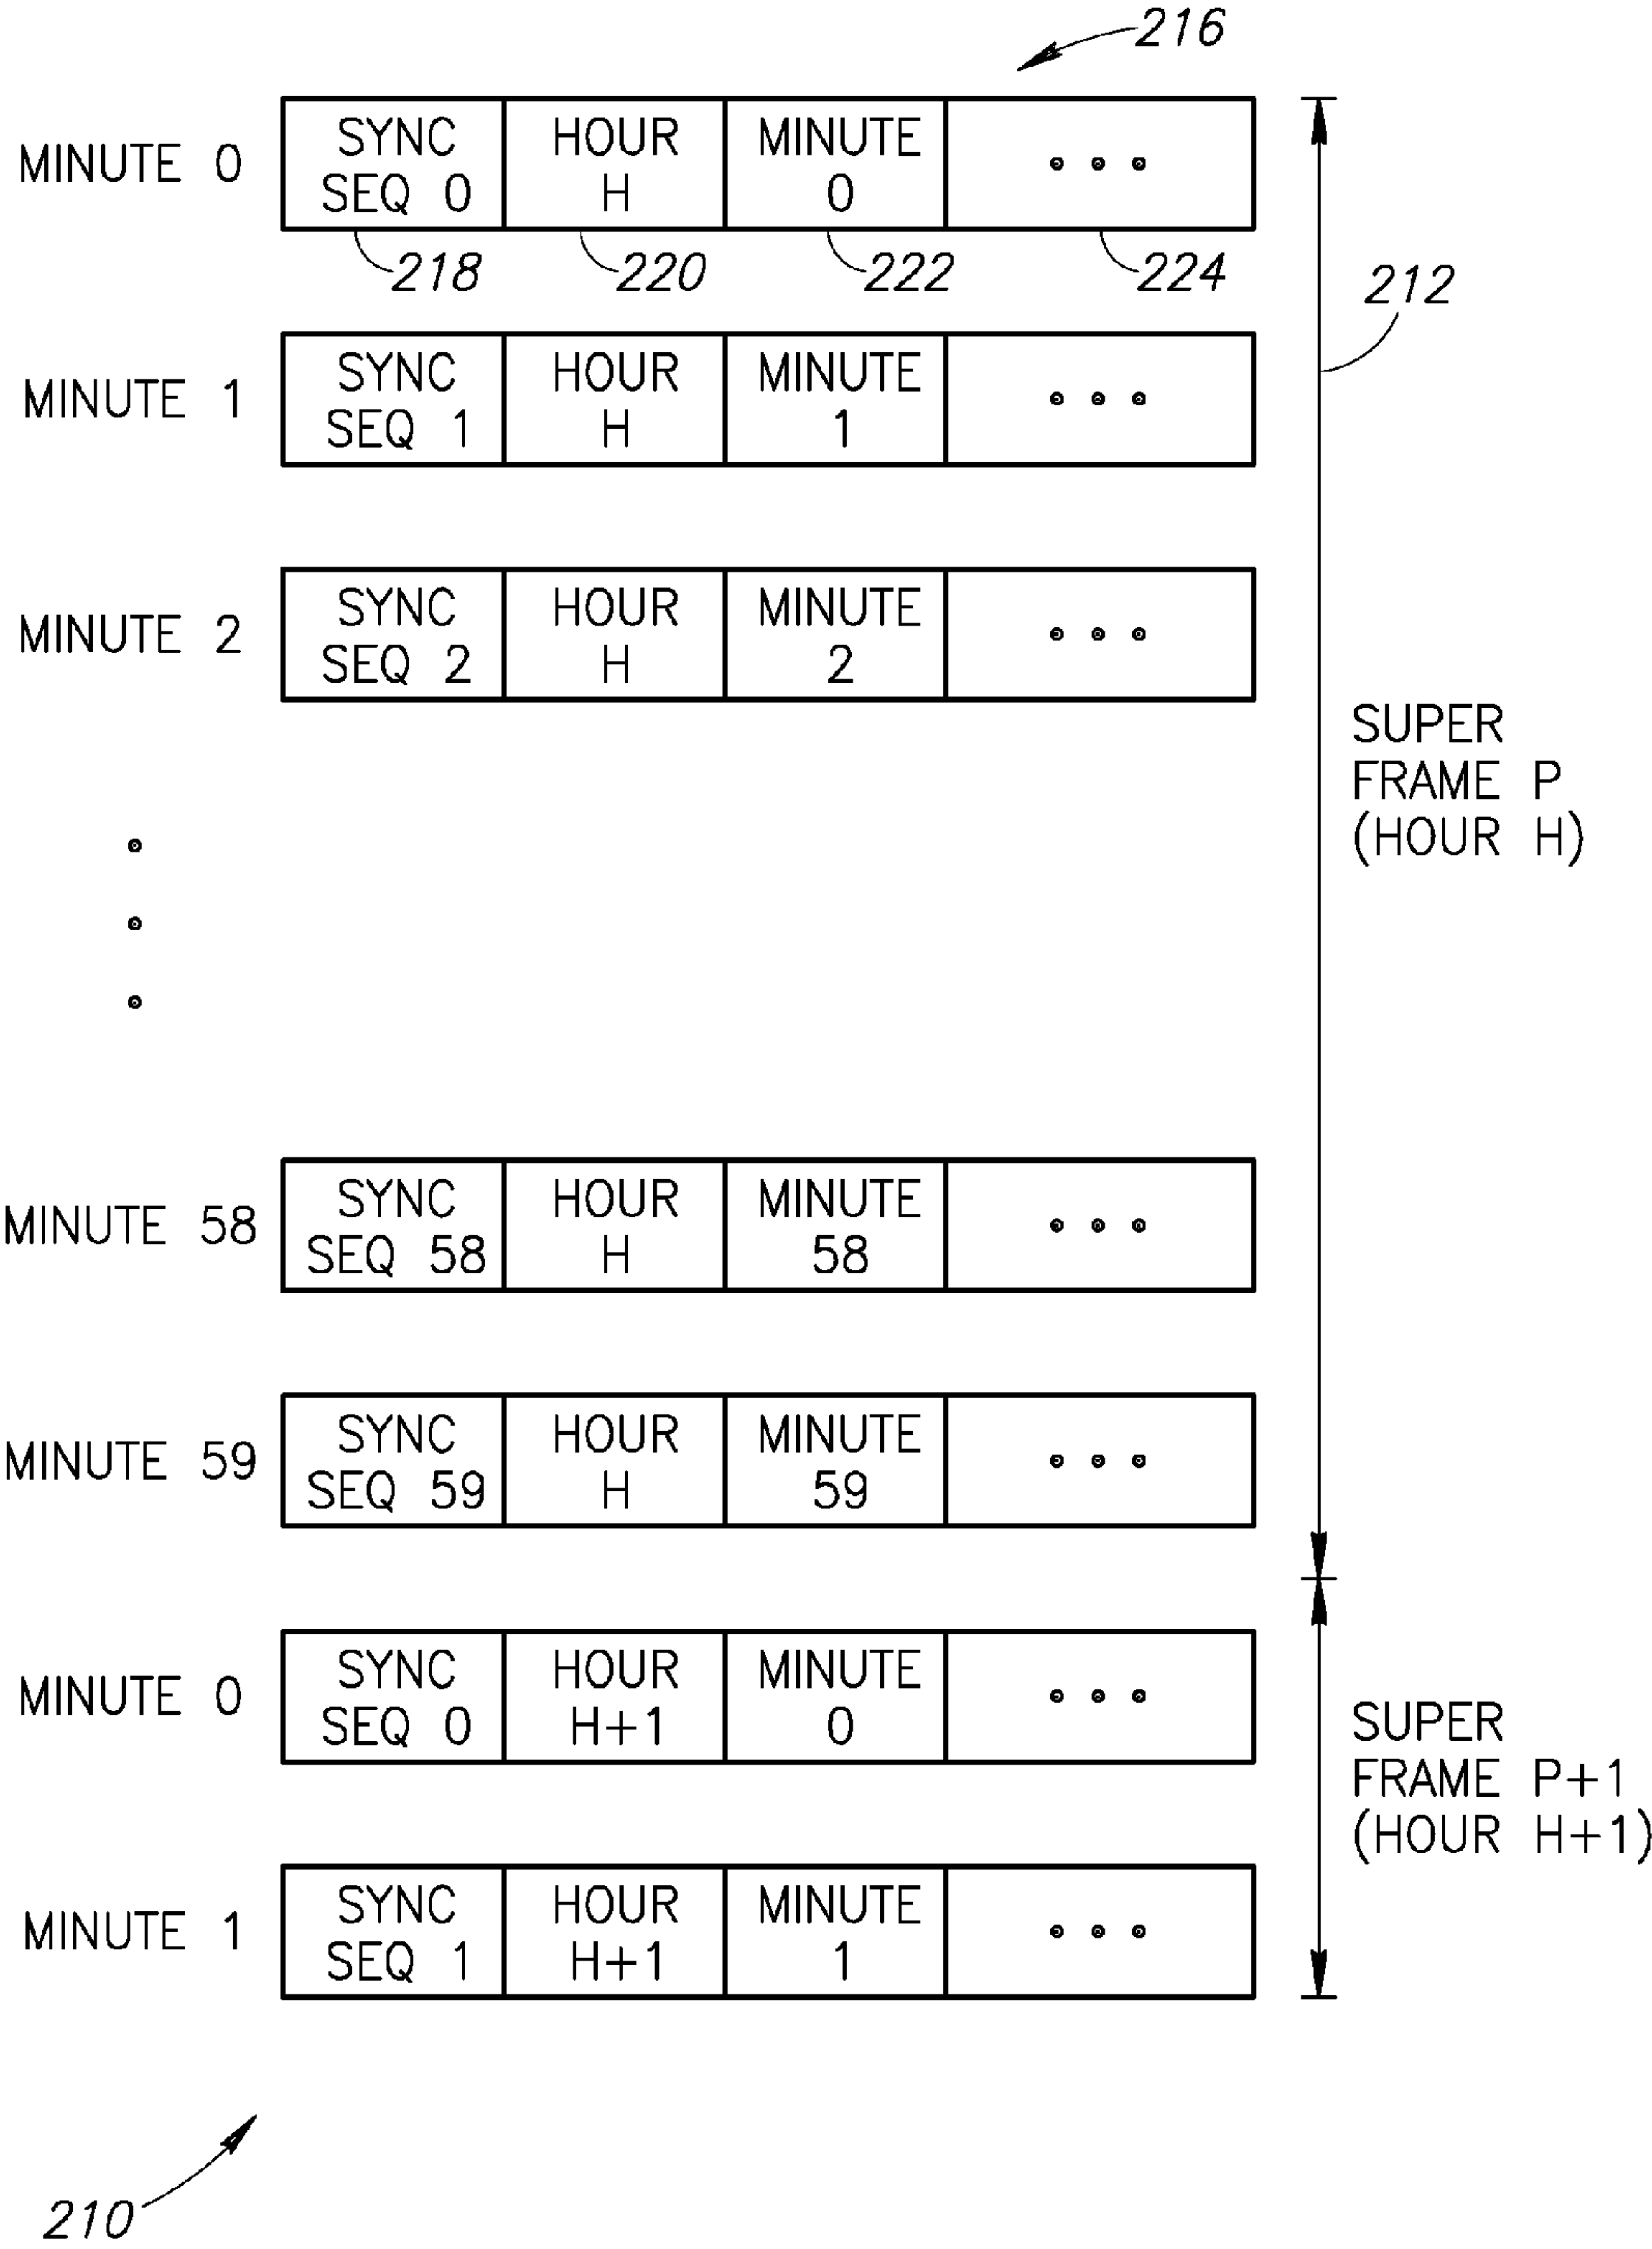 216
MINUTE 0
SYNC SEQ 0
HOUR H
MINUTE 0
218
220
222
224
212
MINUTE 1
SYNC SEQ 1
HOUR H
MINUTE 1
MINUTE 2
SYNC SEQ 2
HOUR H
MINUTE 2
SUPER
FRAME P
(HOUR H)
MINUTE 58
SYNC SEQ 58
HOUR H
MINUTE 58
MINUTE 59
SYNC SEQ 59
HOUR H
MINUTE 59
MINUTE 0
SYNC SEQ 0
HOUR H+1
MINUTE 0
SUPER
FRAME P+1
(HOUR H+1)
MINUTE 1
SYNC SEQ 1
HOUR H+1
MINUTE 1
210